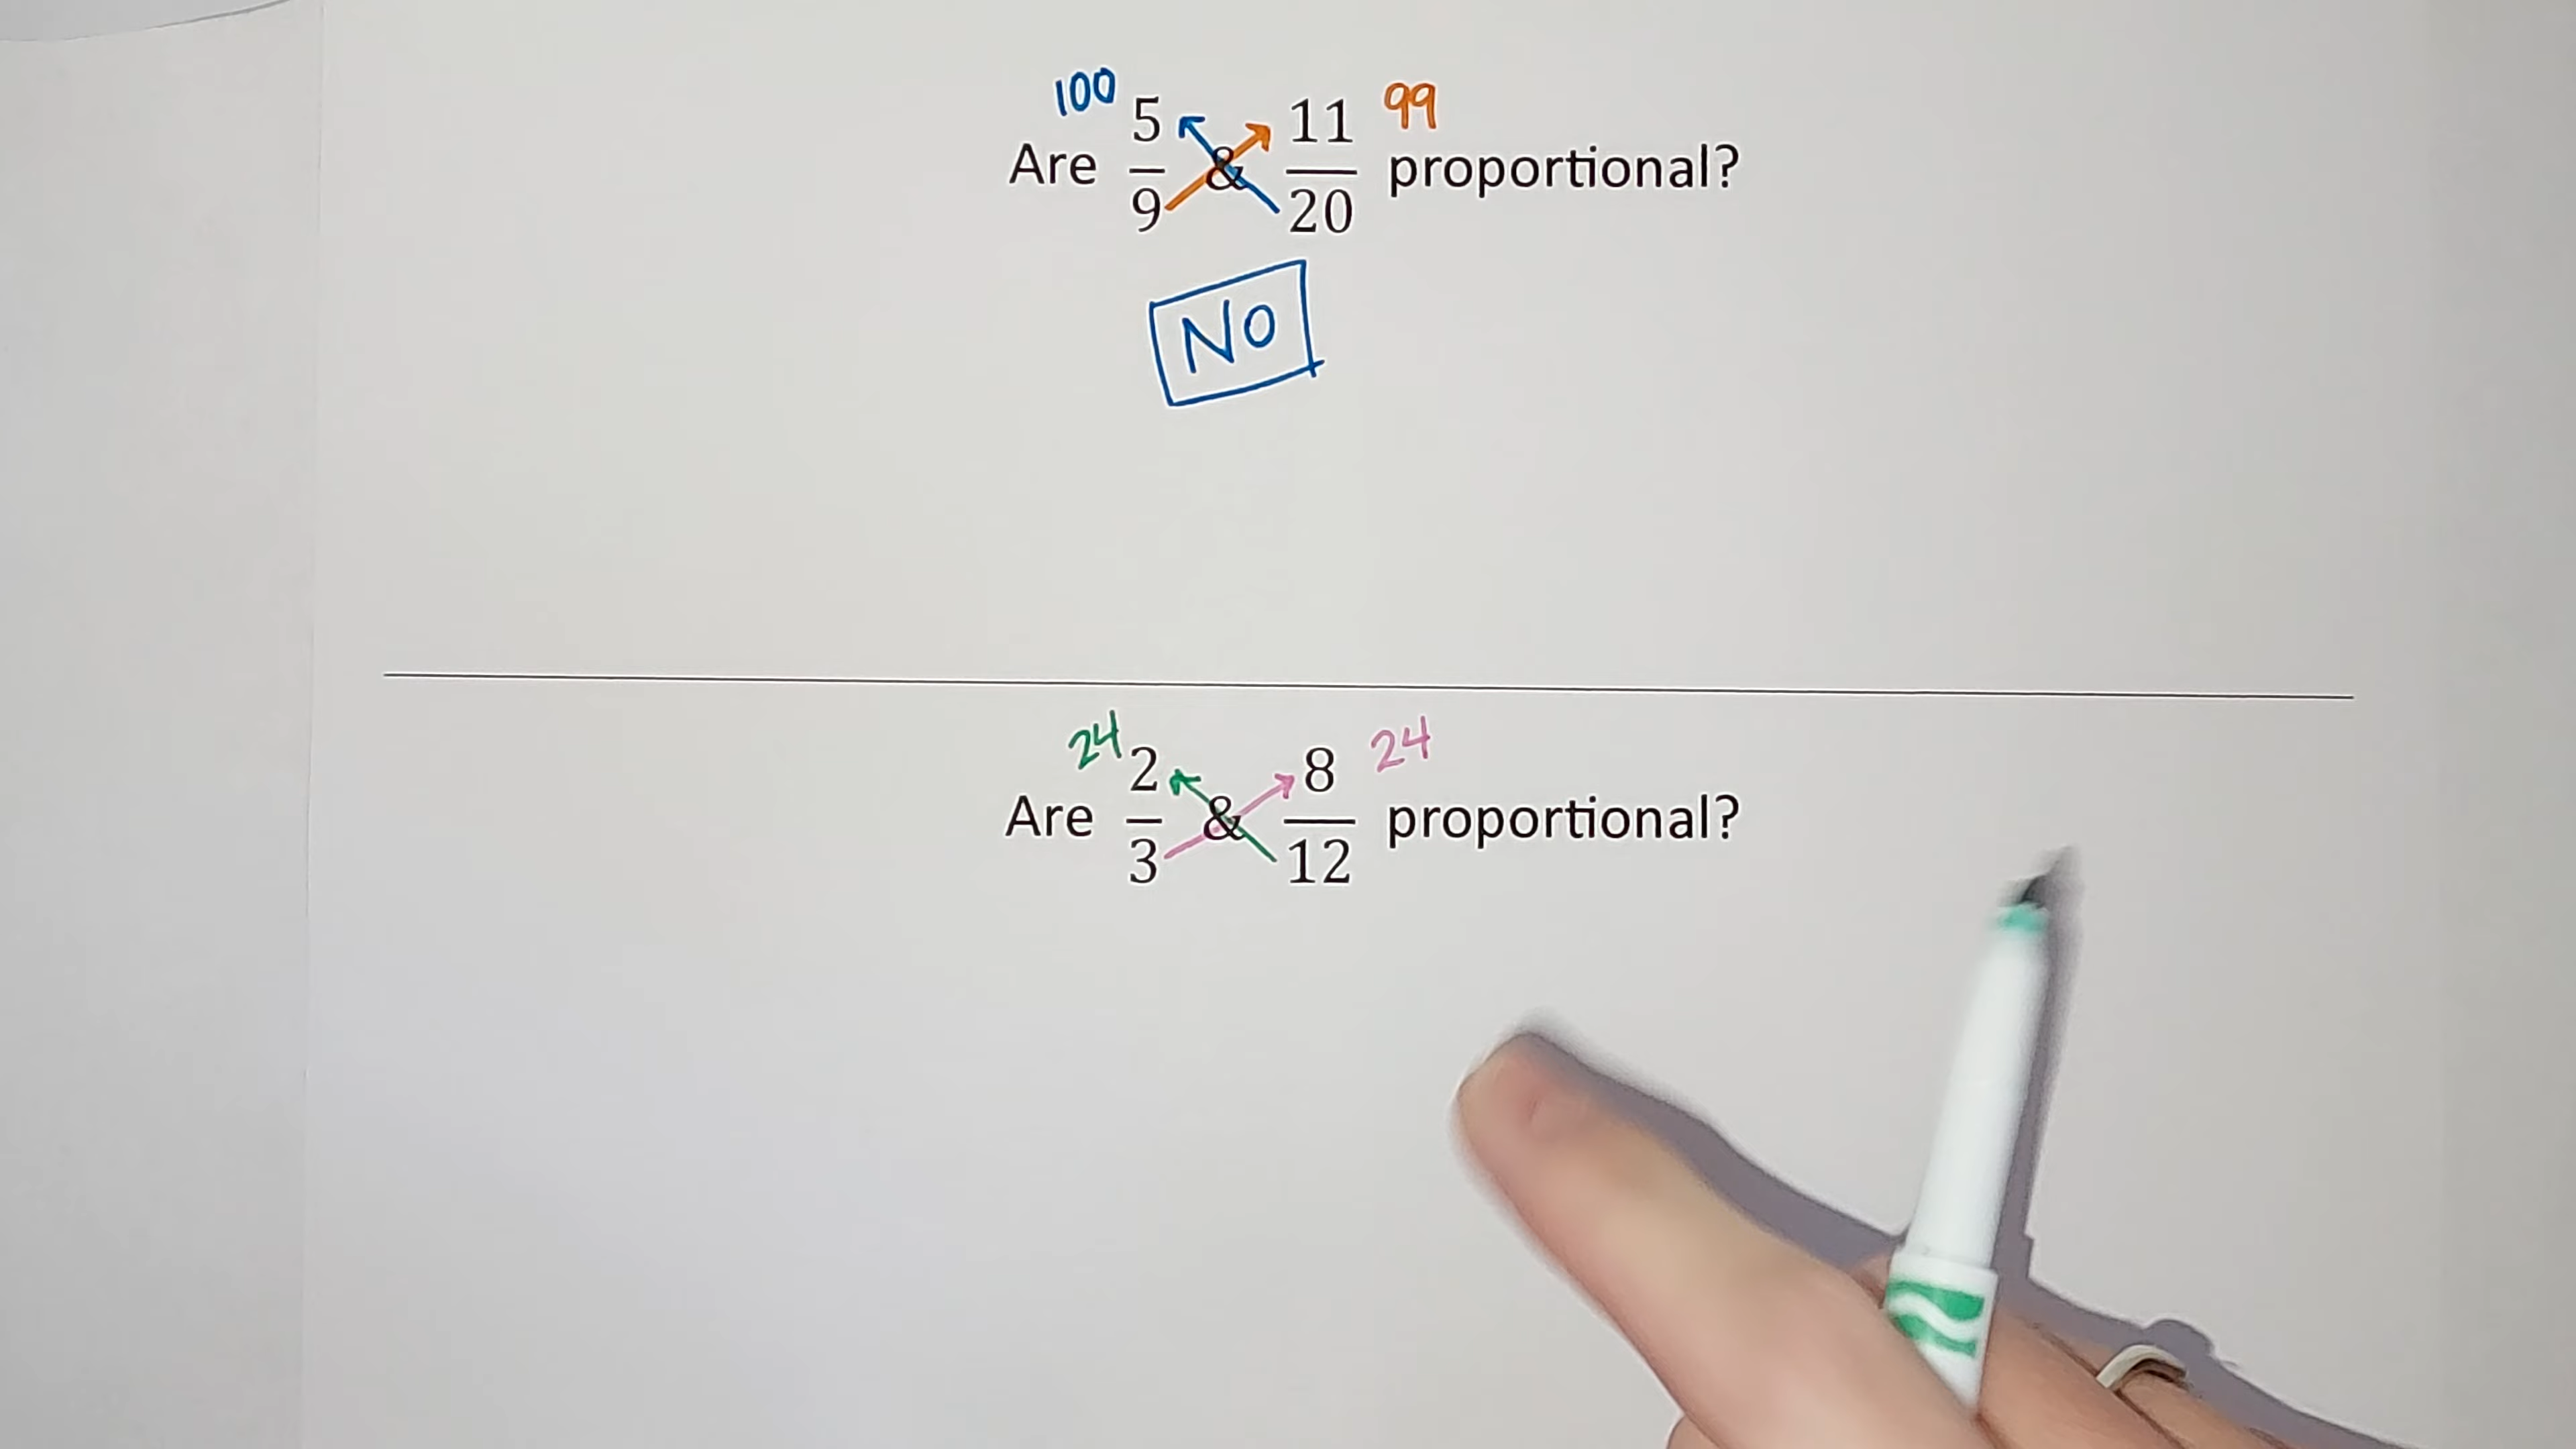 100 5 11 99
Are — & — proportional?
9 20
NO
24 2 8 24
Are — & — proportional?
3 12